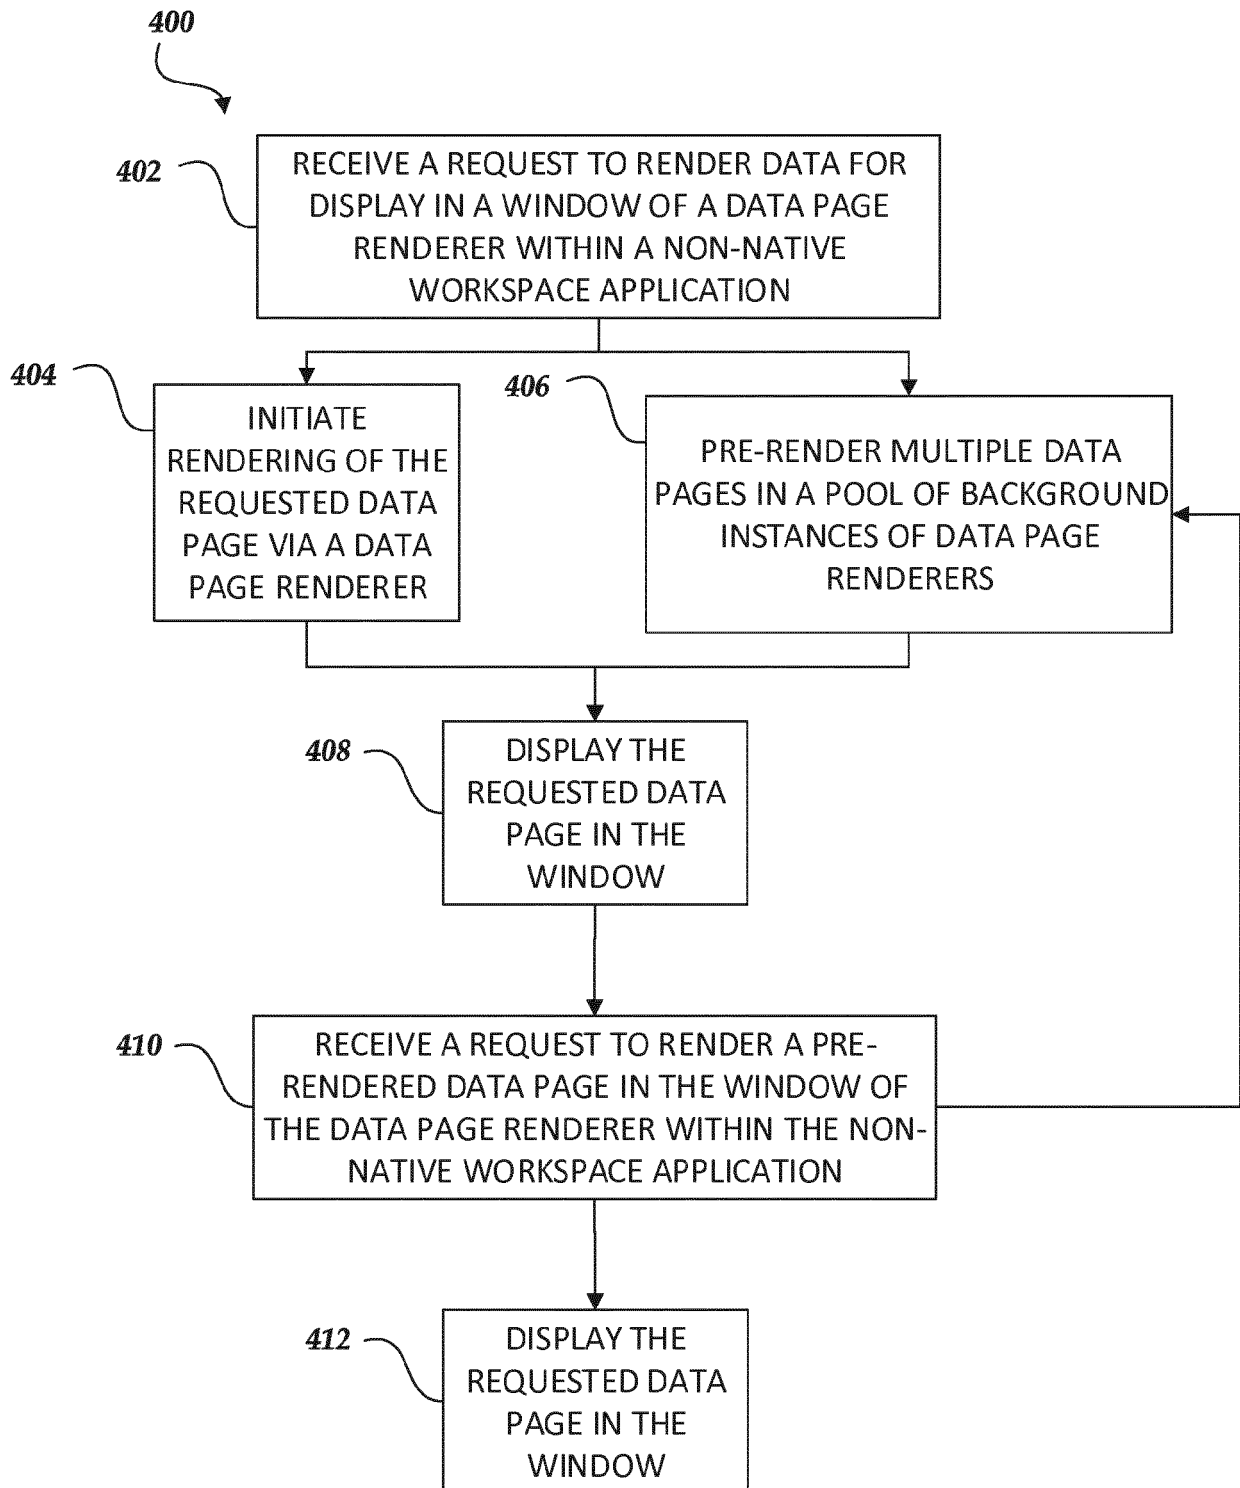 400
402
RECEIVE A REQUEST TO RENDER DATA FOR
DISPLAY IN A WINDOW OF A DATA PAGE
RENDERER WITHIN A NON-NATIVE
WORKSPACE APPLICATION
404
INITIATE
RENDERING OF THE
REQUESTED DATA
PAGE VIA A DATA
PAGE RENDERER
406
PRE-RENDER MULTIPLE DATA
PAGES IN A POOL OF BACKGROUND
INSTANCES OF DATA PAGE
RENDERERS
408
DISPLAY THE
REQUESTED DATA
PAGE IN THE
WINDOW
410
RECEIVE A REQUEST TO RENDER A PRE-
RENDERED DATA PAGE IN THE WINDOW OF
THE DATA PAGE RENDERER WITHIN THE NON-
NATIVE WORKSPACE APPLICATION
412
DISPLAY THE
REQUESTED DATA
PAGE IN THE
WINDOW